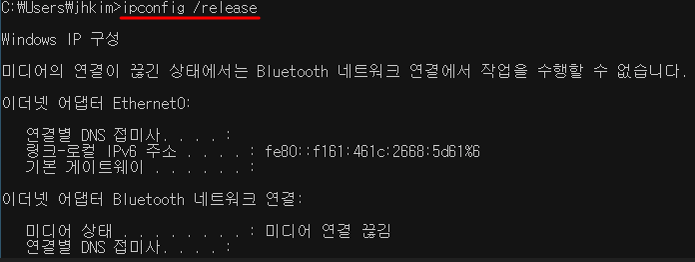 C:₩Users₩jhkim>ipconfig /release
Windows IP 구성
미디어의 연결이 끊긴 상태에서는 Bluetooth 네트워크 연결에서 작업을 수행할 수 없습니다.
이더넷 어댑터 Ethernet0:
연결별 DNS 접미사. . . . :
링크-로컬 IPv6 주소 . . . . : fe80::f161:461c:2668:5d61%6
기본 게이트웨이 . . . . . . :
이더넷 어댑터 Bluetooth 네트워크 연결:
미디어 상태 . . . . . . . . : 미디어 연결 끊김
연결별 DNS 접미사. . . . :